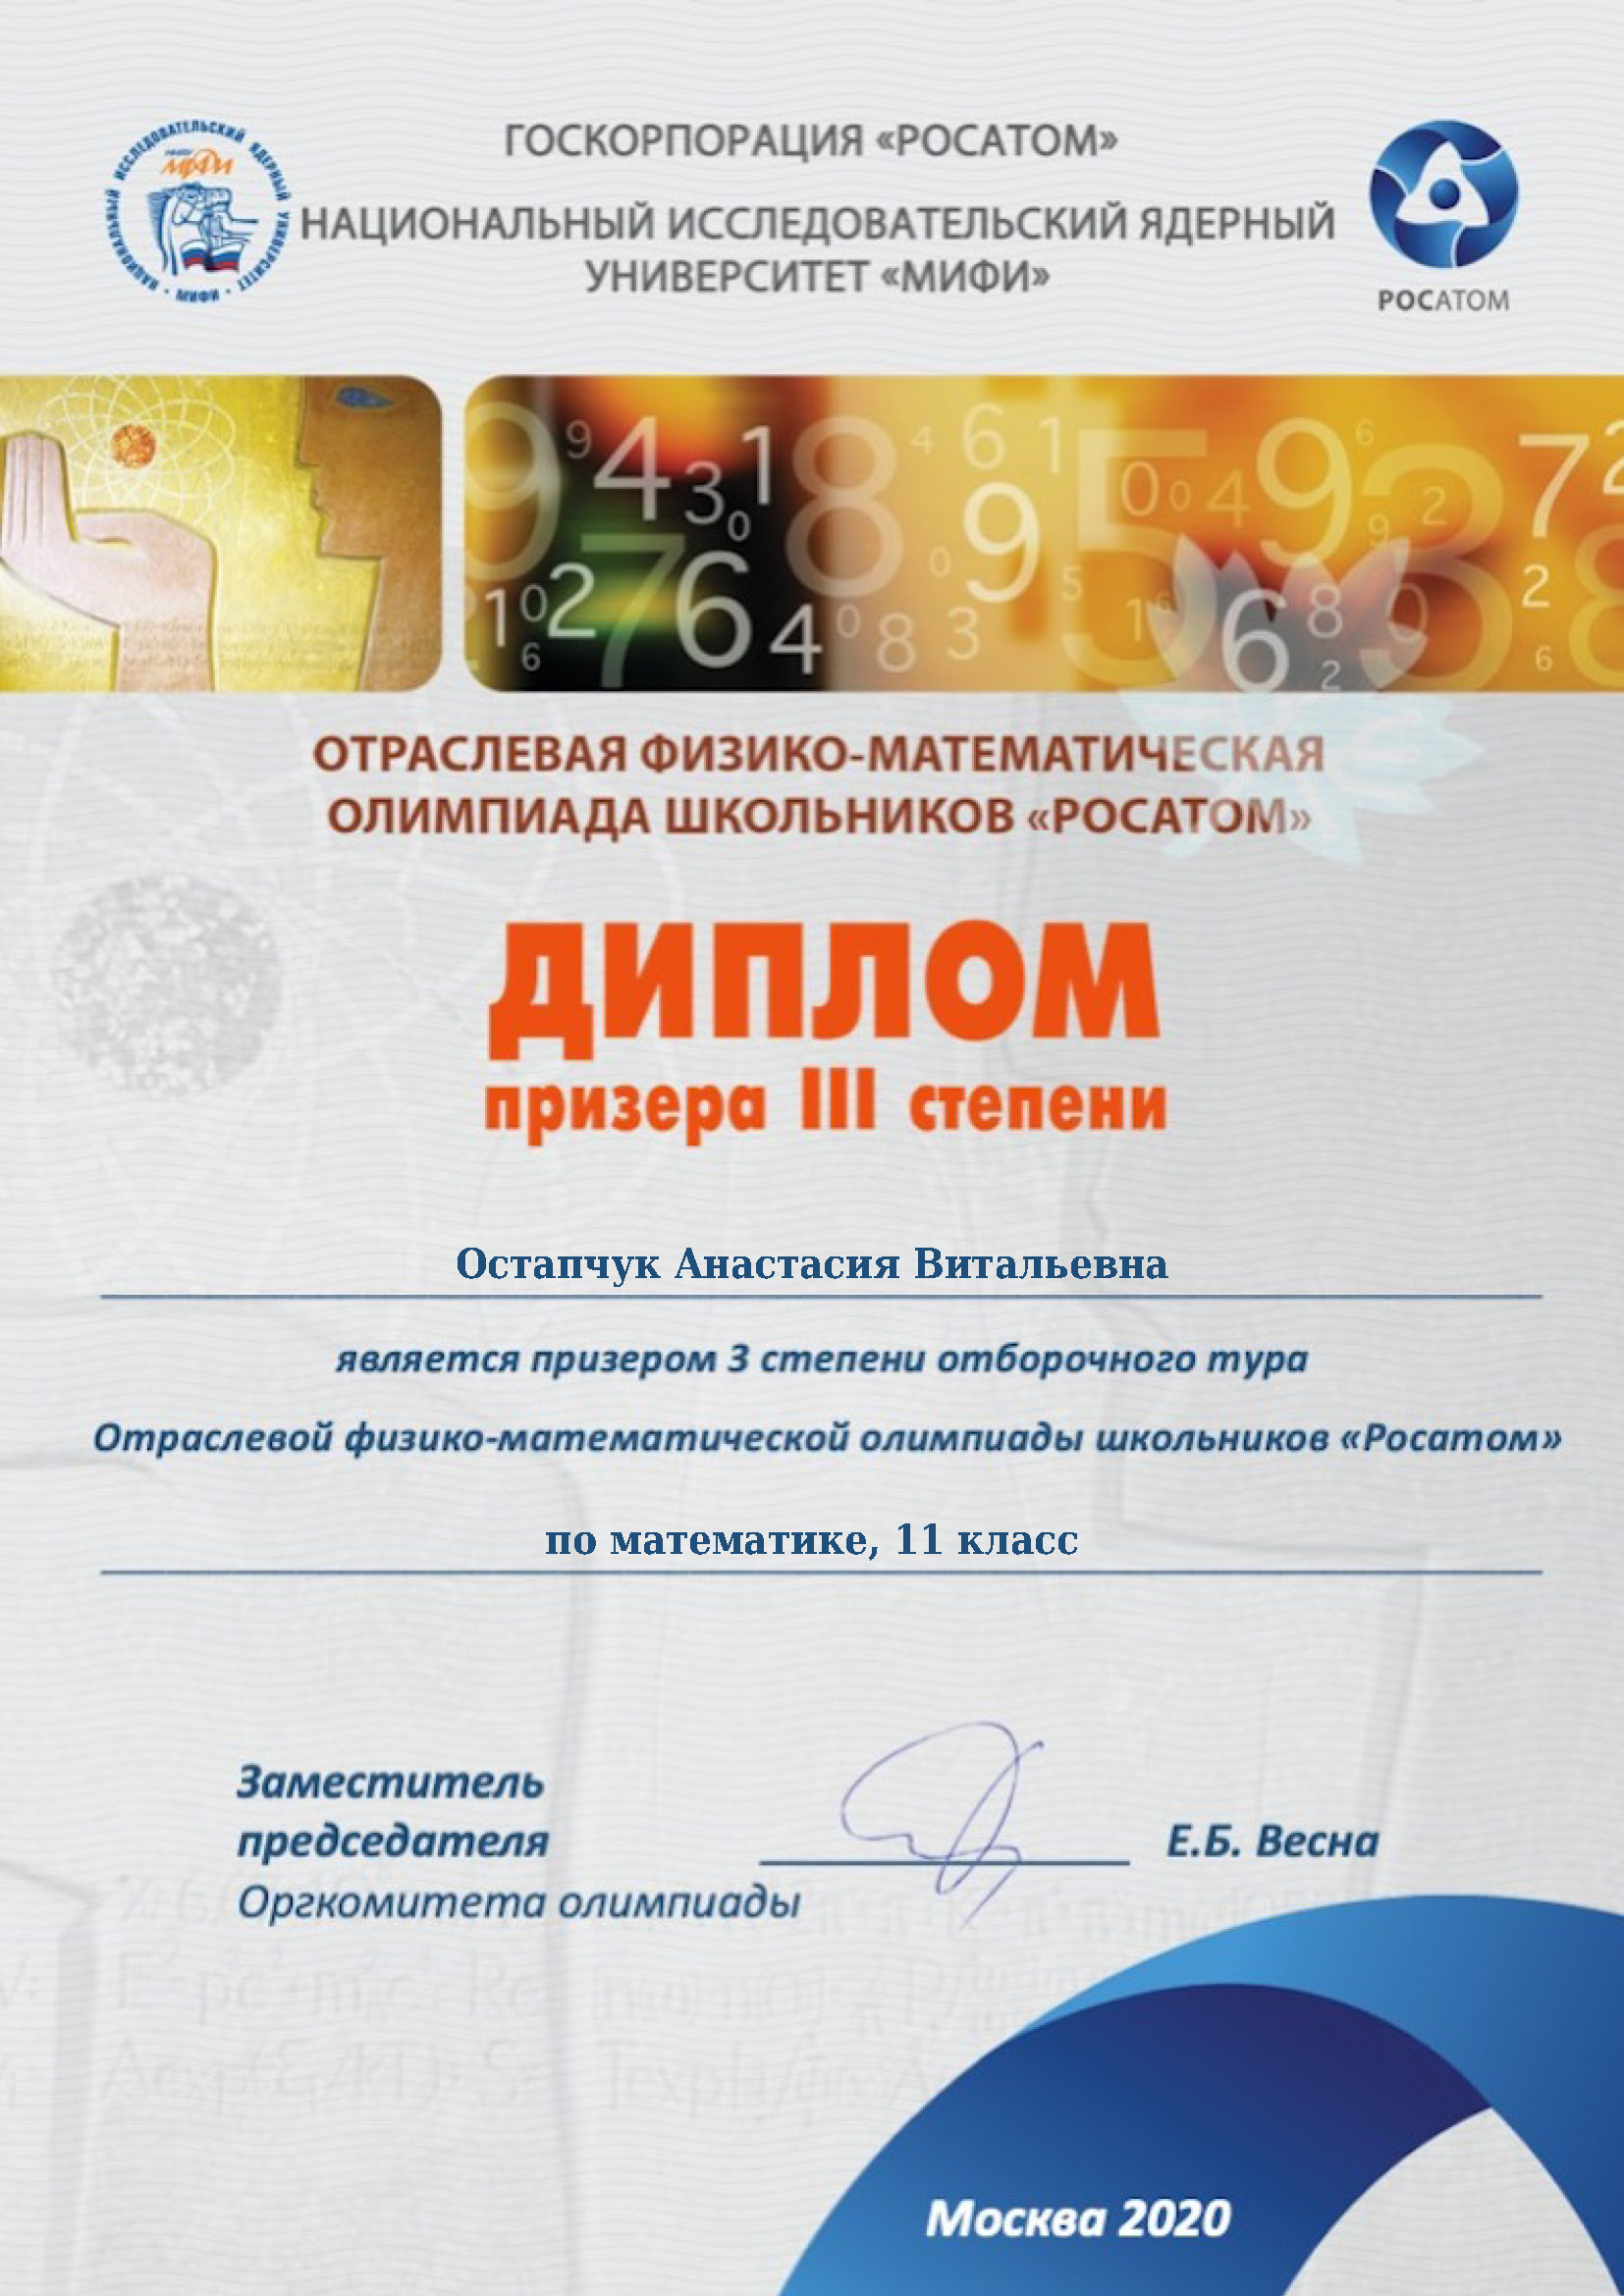 ГОСКОРПОРАЦИЯ «РОСАТОМ»
НАЦИОНАЛЬНЫЙ ИССЛЕДОВАТЕЛЬСКИЙ ЯДЕРНЫЙ
УНИВЕРСИТЕТ «МИФИ»
НАЦИОНАЛЬНЫЙ ИССЛЕДОВАТЕЛЬСКИЙ ЯДЕРНЫЙ УНИВЕРСИТЕТ • МИФИ •
МИФИ
РОСАТОМ
ОТРАСЛЕВАЯ ФИЗИКО-МАТЕМАТИЧЕСКАЯ
ОЛИМПИАДА ШКОЛЬНИКОВ «РОСАТОМ»
ДИПЛОМ
призера III степени
Остапчук Анастасия Витальевна
является призером 3 степени отборочного тура
Отраслевой физико-математической олимпиады школьников «Росатом»
по математике, 11 класс
Заместитель
председателя
Е.Б. Весна
Оргкомитета олимпиады
Москва 2020